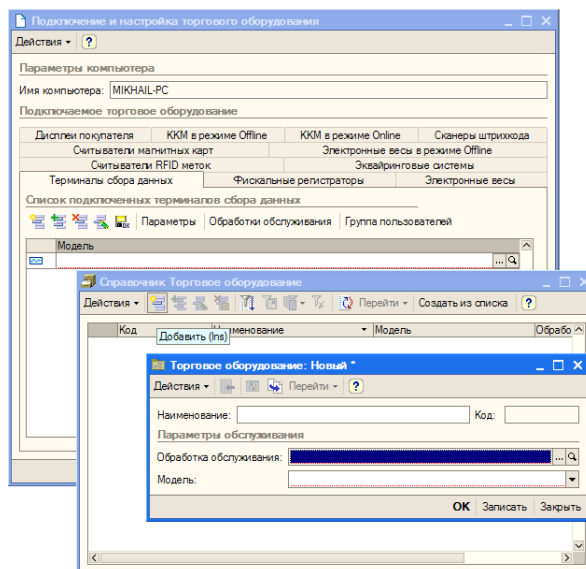 Подключение и настройка торгового оборудования
Действия
Параметры компьютера
Имя компьютера: MIKHAIL-PC
Подключаемое торговое оборудование
Дисплеи покупателя ККМ в режиме Offline ККМ в режиме Online Сканеры штрихкода
Считыватели магнитных карт Электронные весы в режиме Offline
Считыватели RFID меток Эквайринговые системы
Терминалы сбора данных Фискальные регистраторы Электронные весы
Список подключенных терминалов сбора данных
Параметры Обработки обслуживания Группа пользователей
Модель
Справочник Торговое оборудование
Действия Перейти Создать из списка ?
Код Наименование Модель Обрабо
Добавить (Ins)
Торговое оборудование: Новый *
Действия Перейти ?
Наименование: Код:
Параметры обслуживания
Обработка обслуживания: ...
Модель:
OK Записать Закрыть